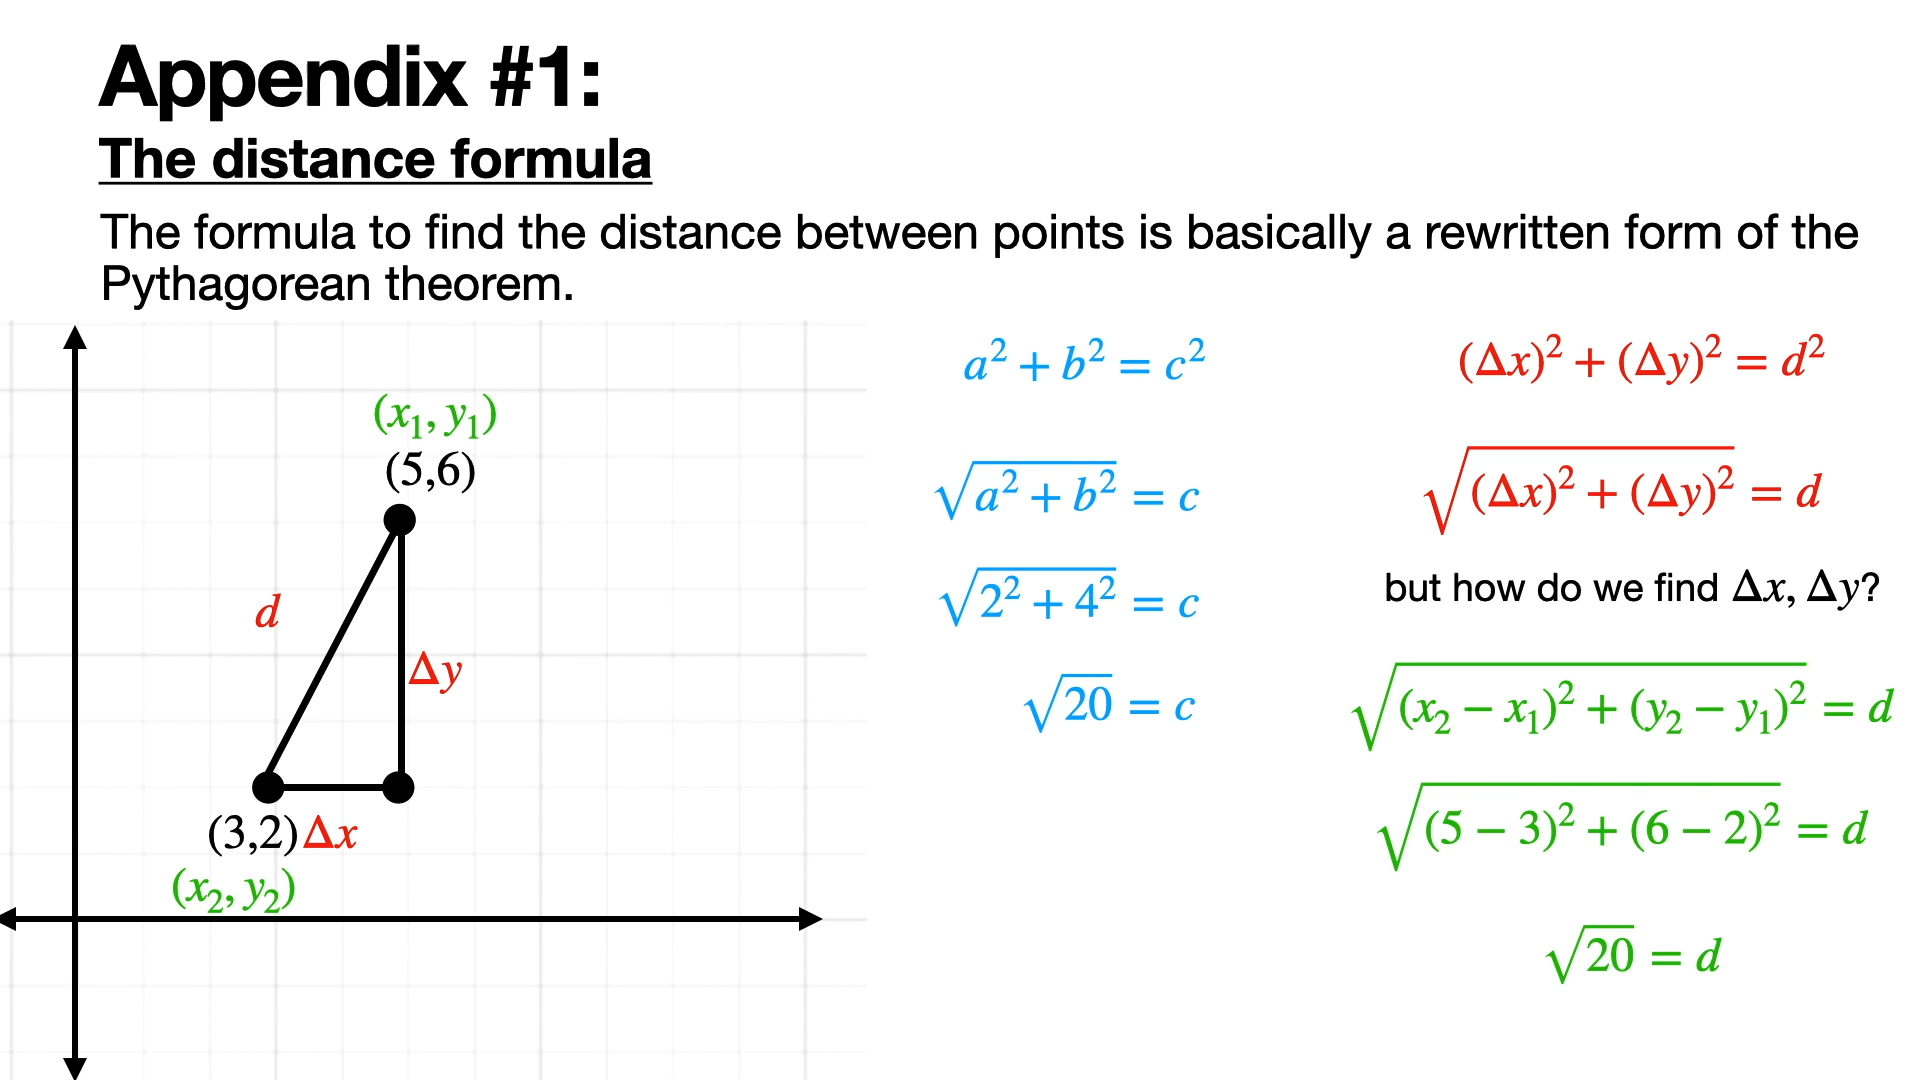 Appendix #1:
The distance formula
The formula to find the distance between points is basically a rewritten form of the
Pythagorean theorem.
(x₁, y₁)
(5,6)
d
Δy
(3,2) Δx
(x₂, y₂)
a² + b² = c²
√(a² + b²) = c
√(2² + 4²) = c
√20 = c
(Δx)² + (Δy)² = d²
√((Δx)² + (Δy)²) = d
but how do we find Δx, Δy?
√((x₂ − x₁)² + (y₂ − y₁)²) = d
√((5 − 3)² + (6 − 2)²) = d
√20 = d